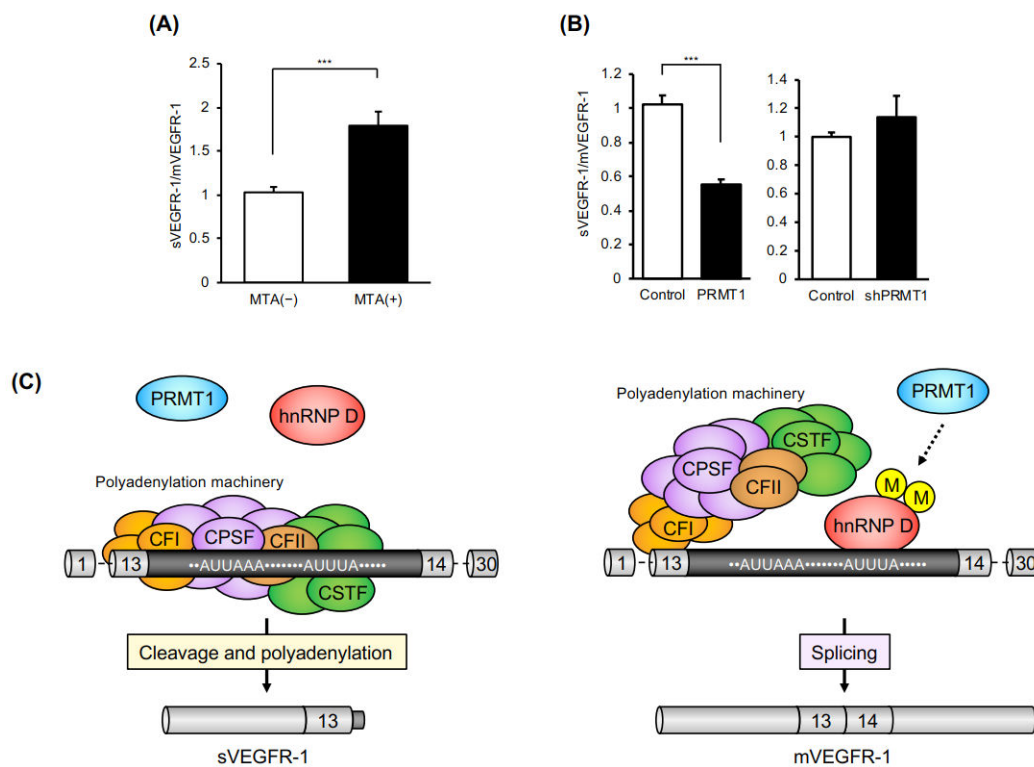 (A)
sVEGFR-1/mVEGFR-1
2.5
2
1.5
1
0.5
0
***
MTA(−)
MTA(+)
(B)
sVEGFR-1/mVEGFR-1
1.2
1
0.8
0.6
0.4
0.2
0
***
Control
PRMT1
1.4
1.2
1
0.8
0.6
0.4
0.2
0
Control
shPRMT1
(C)
PRMT1
hnRNP D
Polyadenylation machinery
CFI
CPSF
CFII
1
13
••AUUAAA•••••••AUUUA•••••
14
30
CSTF
Cleavage and polyadenylation
13
sVEGFR-1
Polyadenylation machinery
PRMT1
CSTF
CPSF
CFII
M
M
CFI
hnRNP D
1
13
••AUUAAA•••••••AUUUA•••••
14
30
Splicing
13
14
mVEGFR-1